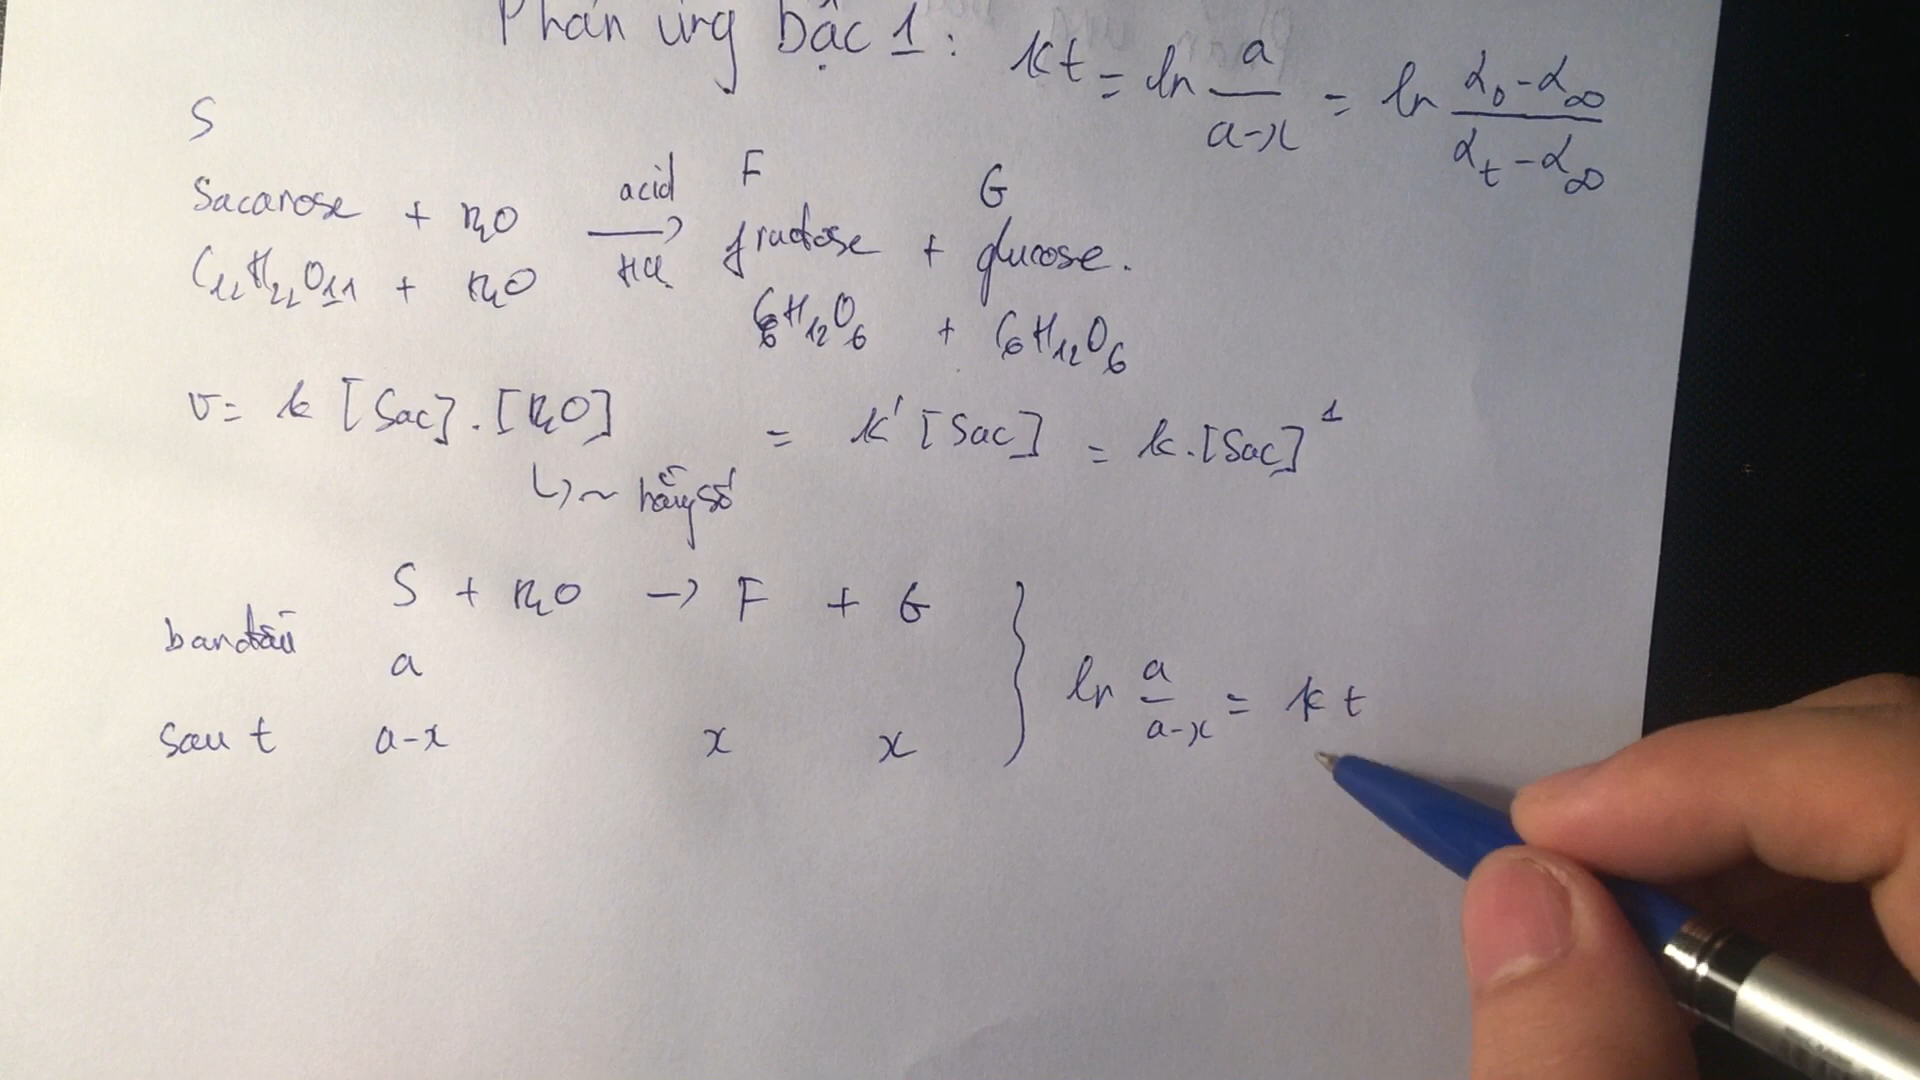 Phản ứng bậc 1: kt = ln a/(a-x) = ln (α₀-α∞)/(αt-α∞)
S
F
G
Saccarose + H₂O acid → HCl fructose + glucose.
C₁₂H₂₂O₁₁ + H₂O
C₆H₁₂O₆ + C₆H₁₂O₆
v = k [Sac].[H₂O] = k' [Sac] = k.[Sac]¹
↳ ~ hằng số
S + H₂O → F + G
ban đầu a
sau t a-x x x } ln a/(a-x) = kt